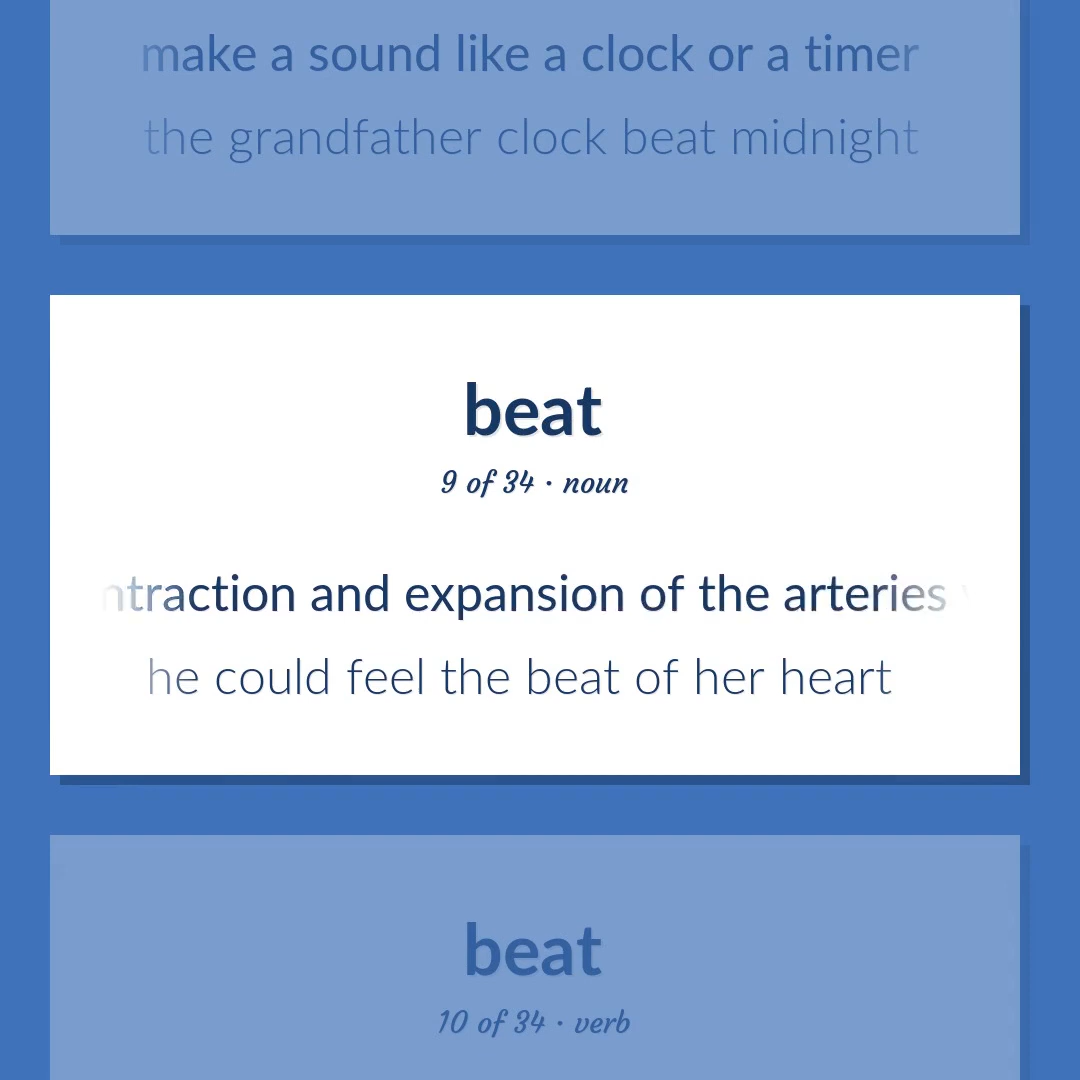 make a sound like a clock or a timer
the grandfather clock beat midnight
beat
9 of 34 · noun
ntraction and expansion of the arteries
he could feel the beat of her heart
beat
10 of 34 · verb